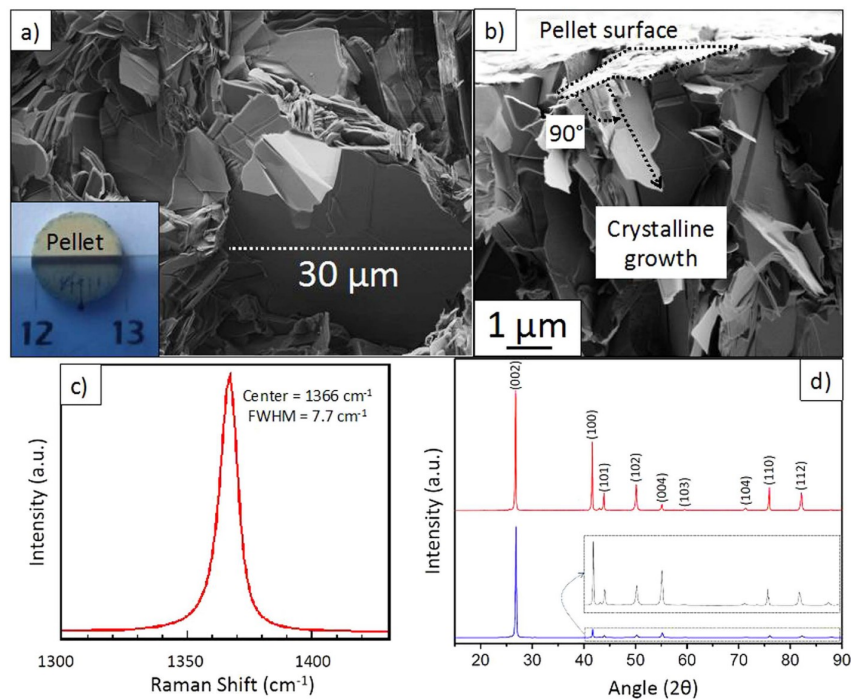 a)
Pellet
12 13
30 μm
b)
Pellet surface
90°
Crystalline
growth
1 μm
c)
Center = 1366 cm-1
FWHM = 7.7 cm-1
Intensity (a.u.)
1300 1350 1400
Raman Shift (cm-1)
d)
(002)
(100)
(101)
(102)
(004)
(103)
(104)
(110)
(112)
Intensity (a.u.)
20 30 40 50 60 70 80 90
Angle (2θ)